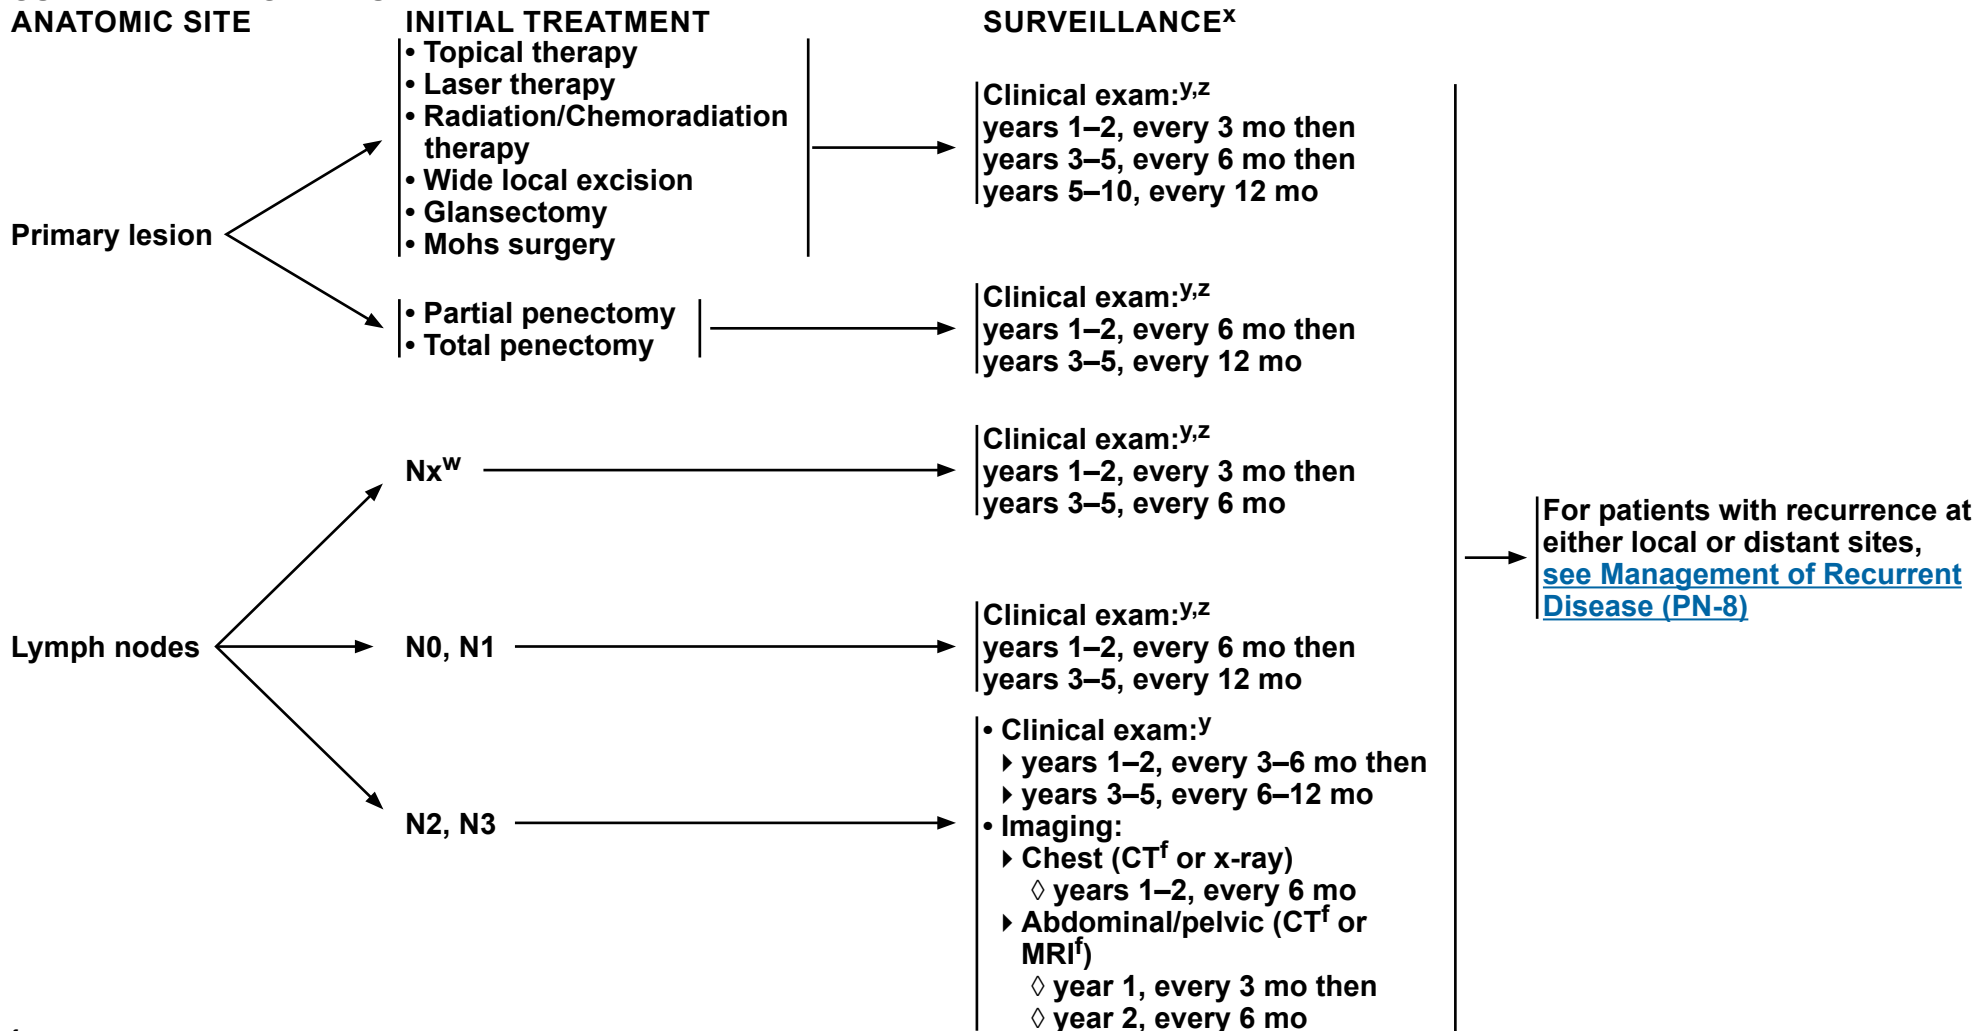 ANATOMIC SITE
INITIAL TREATMENT
SURVEILLANCEx
Primary lesion
• Topical therapy
• Laser therapy
• Radiation/Chemoradiation
therapy
• Wide local excision
• Glansectomy
• Mohs surgery
Clinical exam:y,z
years 1–2, every 3 mo then
years 3–5, every 6 mo then
years 5–10, every 12 mo
• Partial penectomy
• Total penectomy
Clinical exam:y,z
years 1–2, every 6 mo then
years 3–5, every 12 mo
Lymph nodes
Nxw
Clinical exam:y,z
years 1–2, every 3 mo then
years 3–5, every 6 mo
N0, N1
Clinical exam:y,z
years 1–2, every 6 mo then
years 3–5, every 12 mo
N2, N3
• Clinical exam:y
▸ years 1–2, every 3–6 mo then
▸ years 3–5, every 6–12 mo
• Imaging:
▸ Chest (CTf or x-ray)
◊ years 1–2, every 6 mo
▸ Abdominal/pelvic (CTf or
MRIf)
◊ year 1, every 3 mo then
◊ year 2, every 6 mo
For patients with recurrence at
either local or distant sites,
see Management of Recurrent
Disease (PN-8)